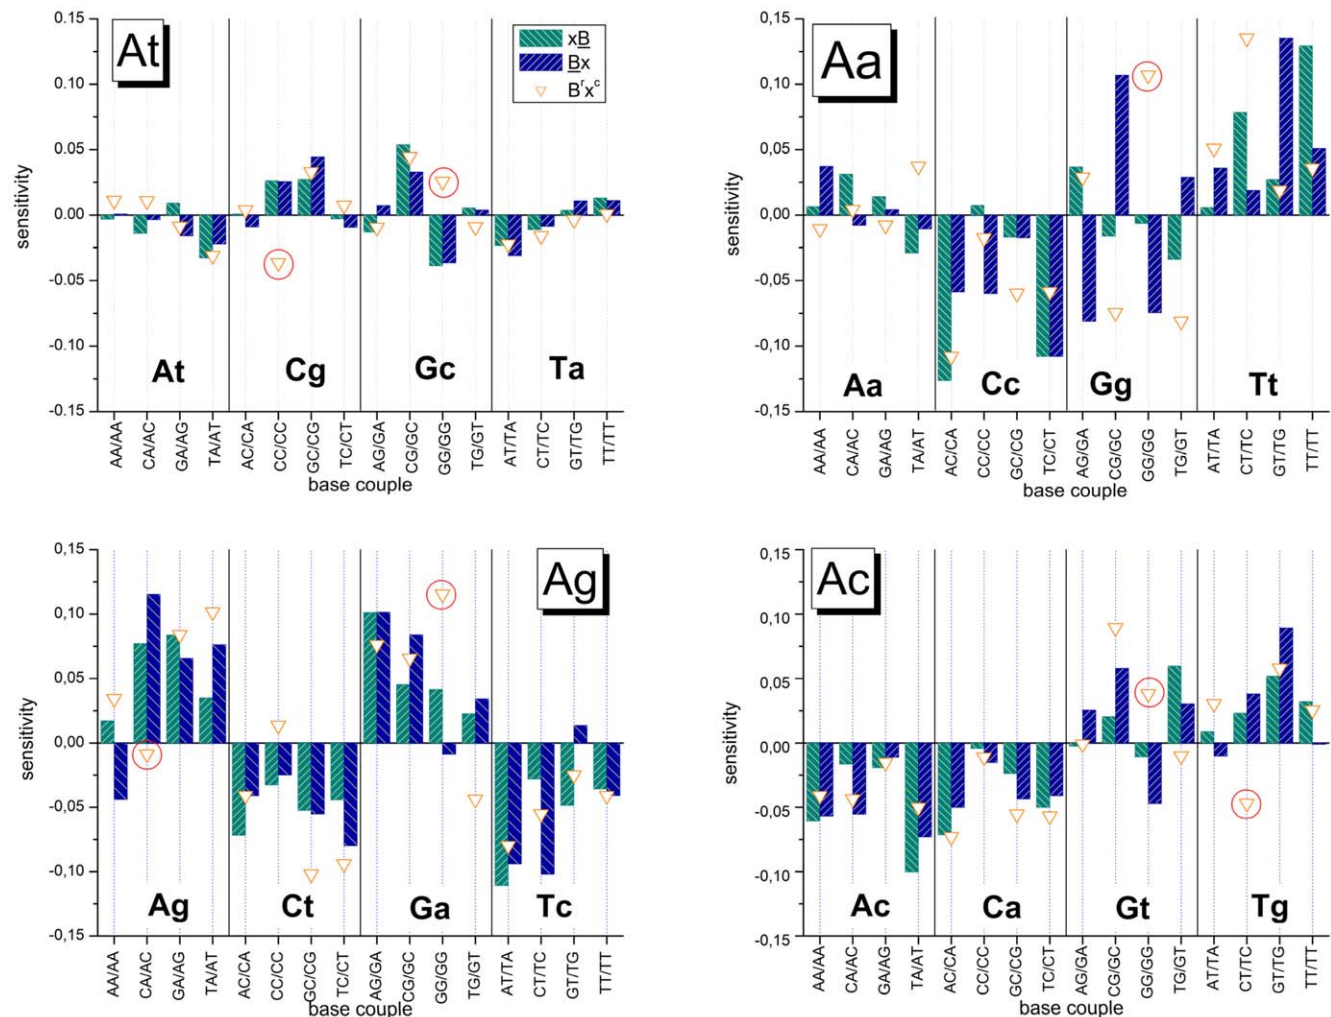 At
xB
Bx
BʳXᶜ
sensitivity
0.15
0.10
0.05
0.00
-0.05
-0.10
-0.15
At Cg Gc Ta
AA/AA CA/AC GA/AG TA/AT AC/CA CC/CC GC/CG TC/CT AG/GA CG/GC GG/GG TG/GT AT/TA CT/TC GT/TG TT/TT
base couple
Aa
sensitivity
0.15
0,10
0,05
0,00
-0,05
-0,10
-0,15
Aa Cc Gg Tt
AA/AA CA/AC GA/AG TA/AT AC/CA CC/CC GC/CG TC/CT AG/GA CG/GC GG/GG TG/GT AT/TA CT/TC GT/TG TT/TT
base couple
Ag
sensitivity
0,15
0,10
0,05
0,00
-0,05
-0,10
-0,15
Ag Ct Ga Tc
AA/AA CA/AC GA/AG TA/AT AC/CA CC/CC GC/CG TC/CT AG/GA CG/GC GG/GG TG/GT AT/TA CT/TC GT/TG TT/TT
base couple
Ac
sensitivity
0,15
0,10
0,05
0,00
-0,05
-0,10
-0,15
Ac Ca Gt Tg
AA/AA CA/AC GA/AG TA/AT AC/CA CC/CC GC/CG TC/CT AG/GA CG/GC GG/GG TG/GT AT/TA CT/TC GT/TG TT/TT
base couple